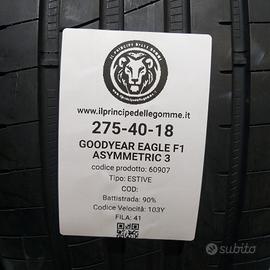 IL PRINCIPE DELLE GOMME
www.ilprincipedellegomme.it
275-40-18
GOODYEAR EAGLE F1
ASYMMETRIC 3
codice prodotto: 60907
Tipo: ESTIVE
COD:
Battistrada: 90%
Codice Velocità: 103Y
FILA: 41
subito